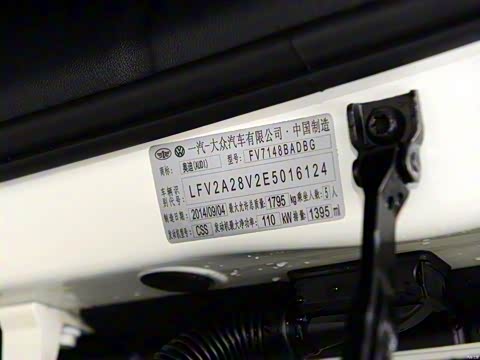 一汽-大众汽车有限公司·中国制造
商标: 奥迪(AUDI) 型号: FV7148BADBG
车辆识别代号: LFV2A28V2E5016124
制造日期: 2014/09/04 最大允许总质量: 1795 kg 乘坐人数: 5 人
发动机型号: CSS 发动机最大净功率: 110 kW 排量: 1395 ml